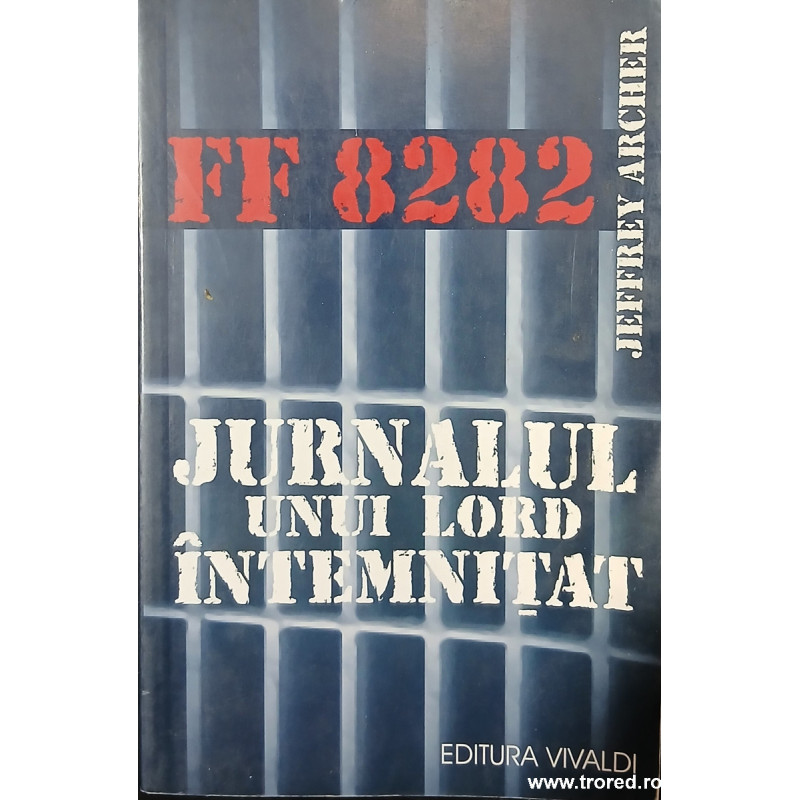 FF 8282
JEFFREY ARCHER
JURNALUL
UNUI LORD
ÎNTEMNIȚAT
EDITURA VIVALDI
www.trored.ro